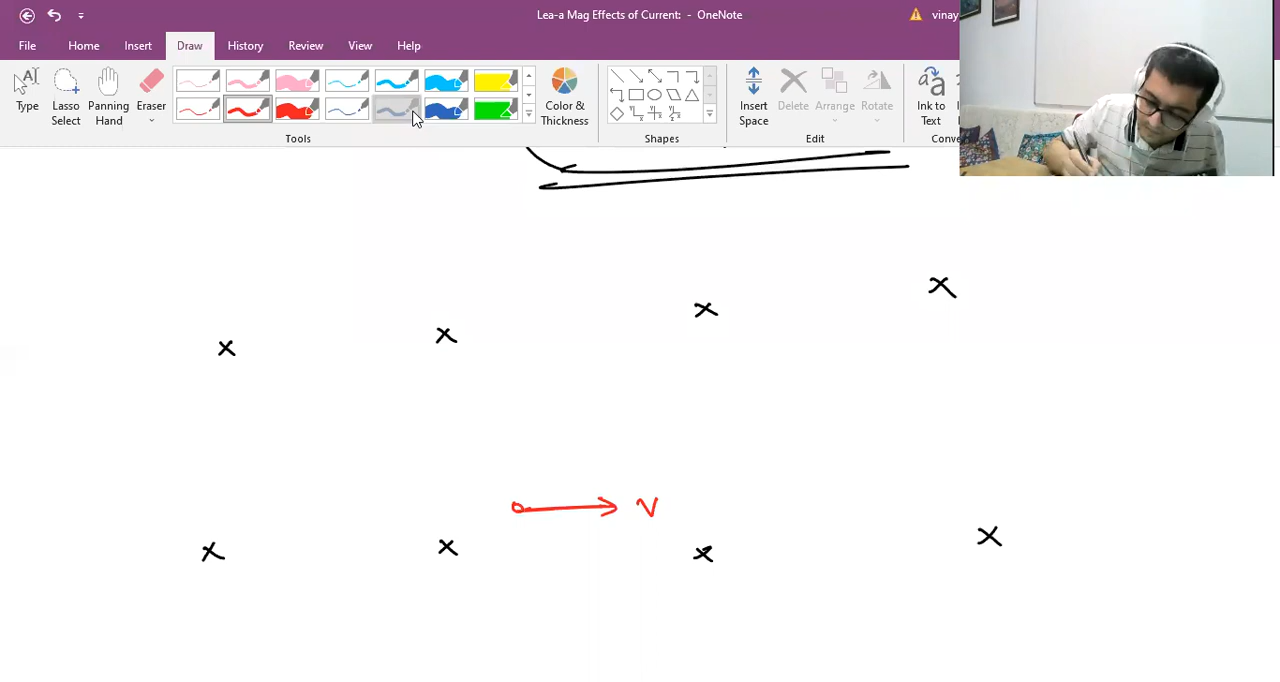 Lea-a Mag Effects of Current: - OneNote
vinay
File Home Insert Draw History Review View Help
Type
Lasso Select
Panning Hand
Eraser
Color & Thickness
Insert Space
Delete
Arrange
Rotate
Ink to Text
Tools
Shapes
Edit
Conve
x x x x
v
x x x x